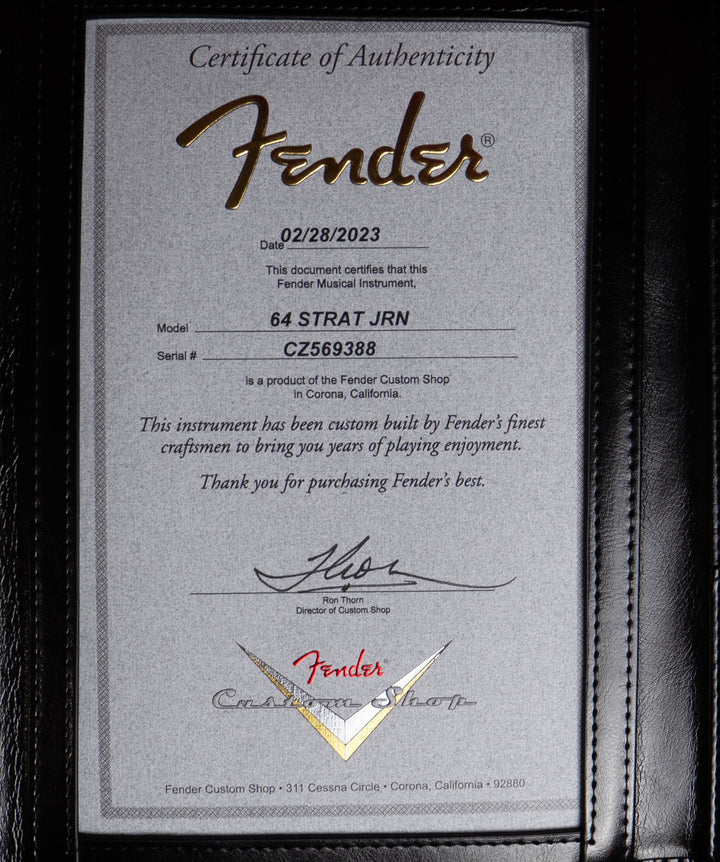 Certificate of Authenticity
Fender®
Date 02/28/2023
This document certifies that this
Fender Musical Instrument,
Model 64 STRAT JRN
Serial # CZ569388
is a product of the Fender Custom Shop
in Corona, California.
This instrument has been custom built by Fender's finest
craftsmen to bring you years of playing enjoyment.
Thank you for purchasing Fender's best.
Thorn
Ron Thorn
Director of Custom Shop
Fender
Custom Shop
Fender Custom Shop • 311 Cessna Circle • Corona, California • 92880